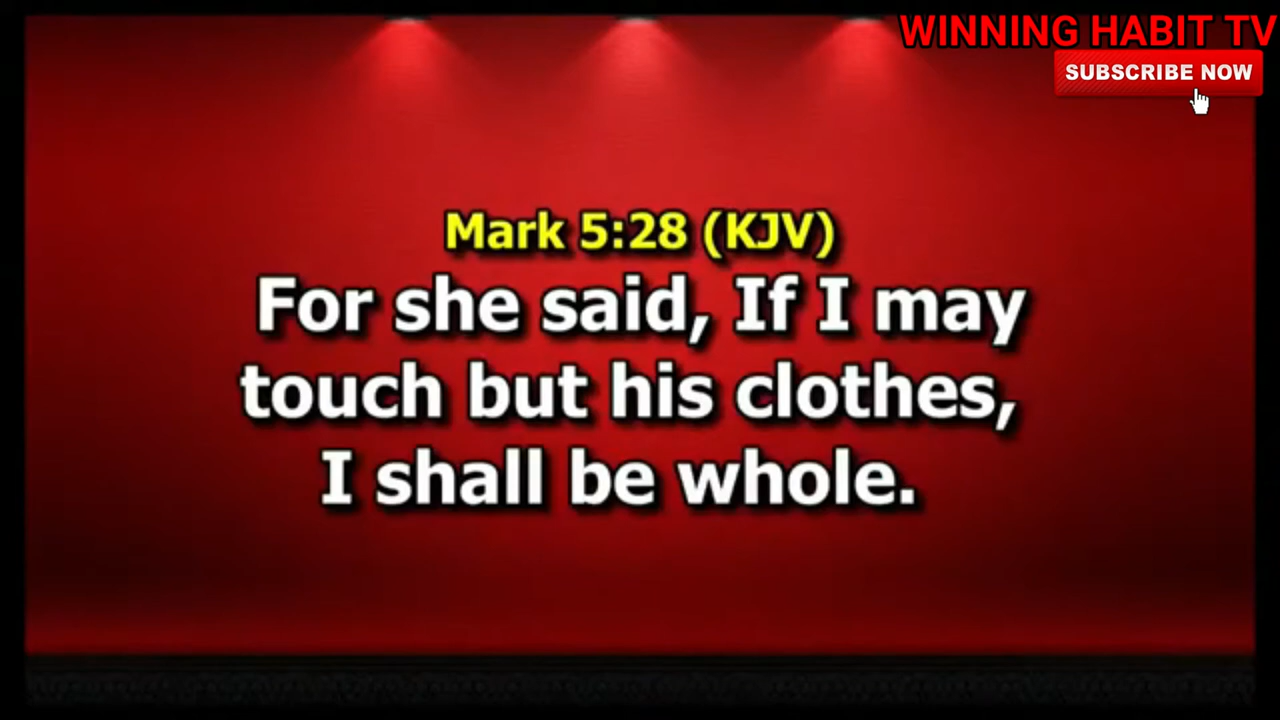 WINNING HABIT TV
SUBSCRIBE NOW
Mark 5:28 (KJV)
For she said, If I may
touch but his clothes,
I shall be whole.